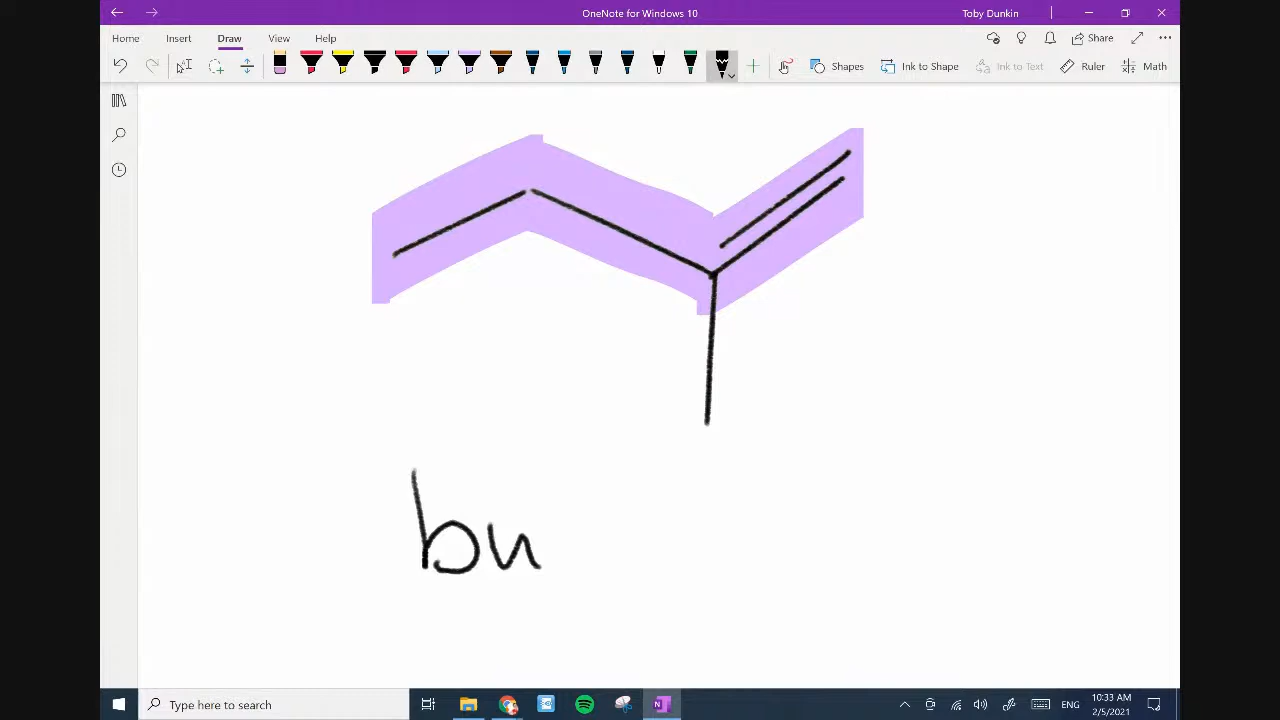 OneNote for Windows 10
Toby Dunkin
Home Insert Draw View Help
Share
Shapes Ink to Shape Ink to Text Ruler Math
bu
Type here to search
ENG
10:33 AM
2/5/2021